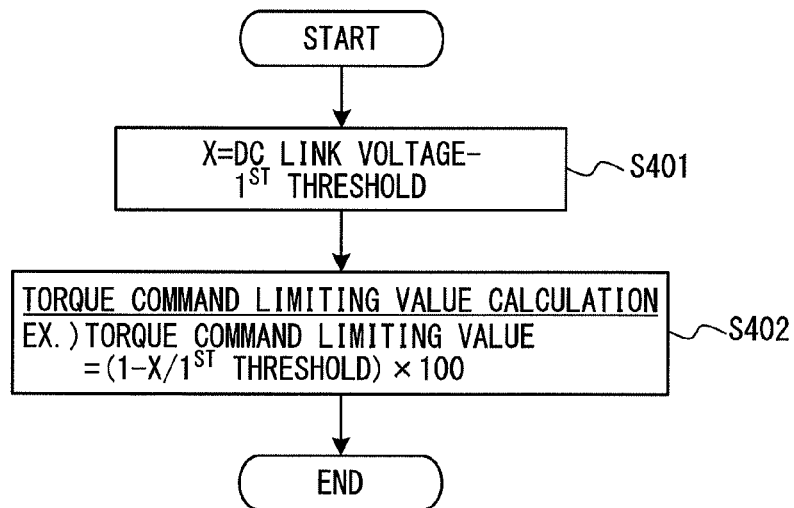 START
X=DC LINK VOLTAGE-
1ST THRESHOLD
S401
TORQUE COMMAND LIMITING VALUE CALCULATION
EX.) TORQUE COMMAND LIMITING VALUE
=(1-X/1ST THRESHOLD) × 100
S402
END